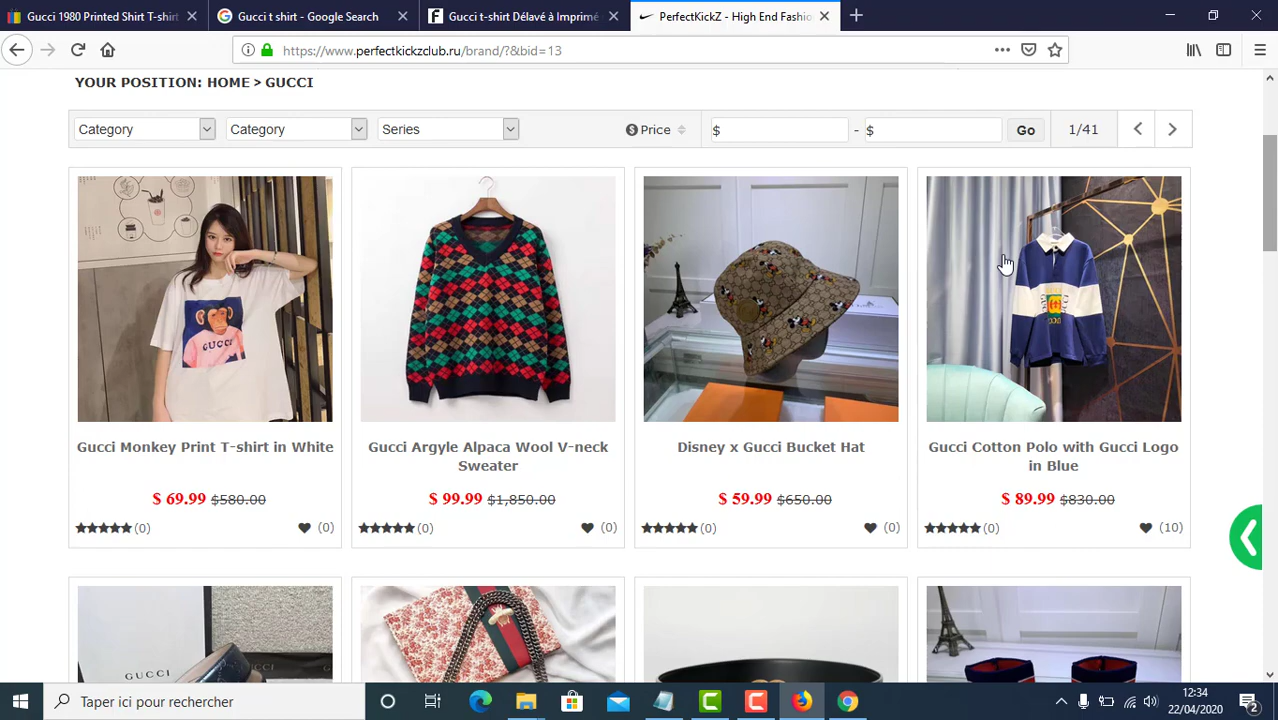 Gucci 1980 Printed Shirt T-shirt
Gucci t shirt - Google Search
Gucci t-shirt Délavé à Imprimé
PerfectKickZ - High End Fashio
https://www.perfectkickzclub.ru/brand/?&bid=13
YOUR POSITION: HOME > GUCCI
Category
Category
Series
Price
$
- $
Go
1/41
GUCCI
Gucci Monkey Print T-shirt in White
Gucci Argyle Alpaca Wool V-neck
Sweater
Disney x Gucci Bucket Hat
Gucci Cotton Polo with Gucci Logo
in Blue
$ 69.99 $580.00
$ 99.99 $1,850.00
$ 59.99 $650.00
$ 89.99 $830.00
(0) (0)
(0) (0)
(0) (0)
(0) (10)
GUCCI
Taper ici pour rechercher
12:34
22/04/2020
2